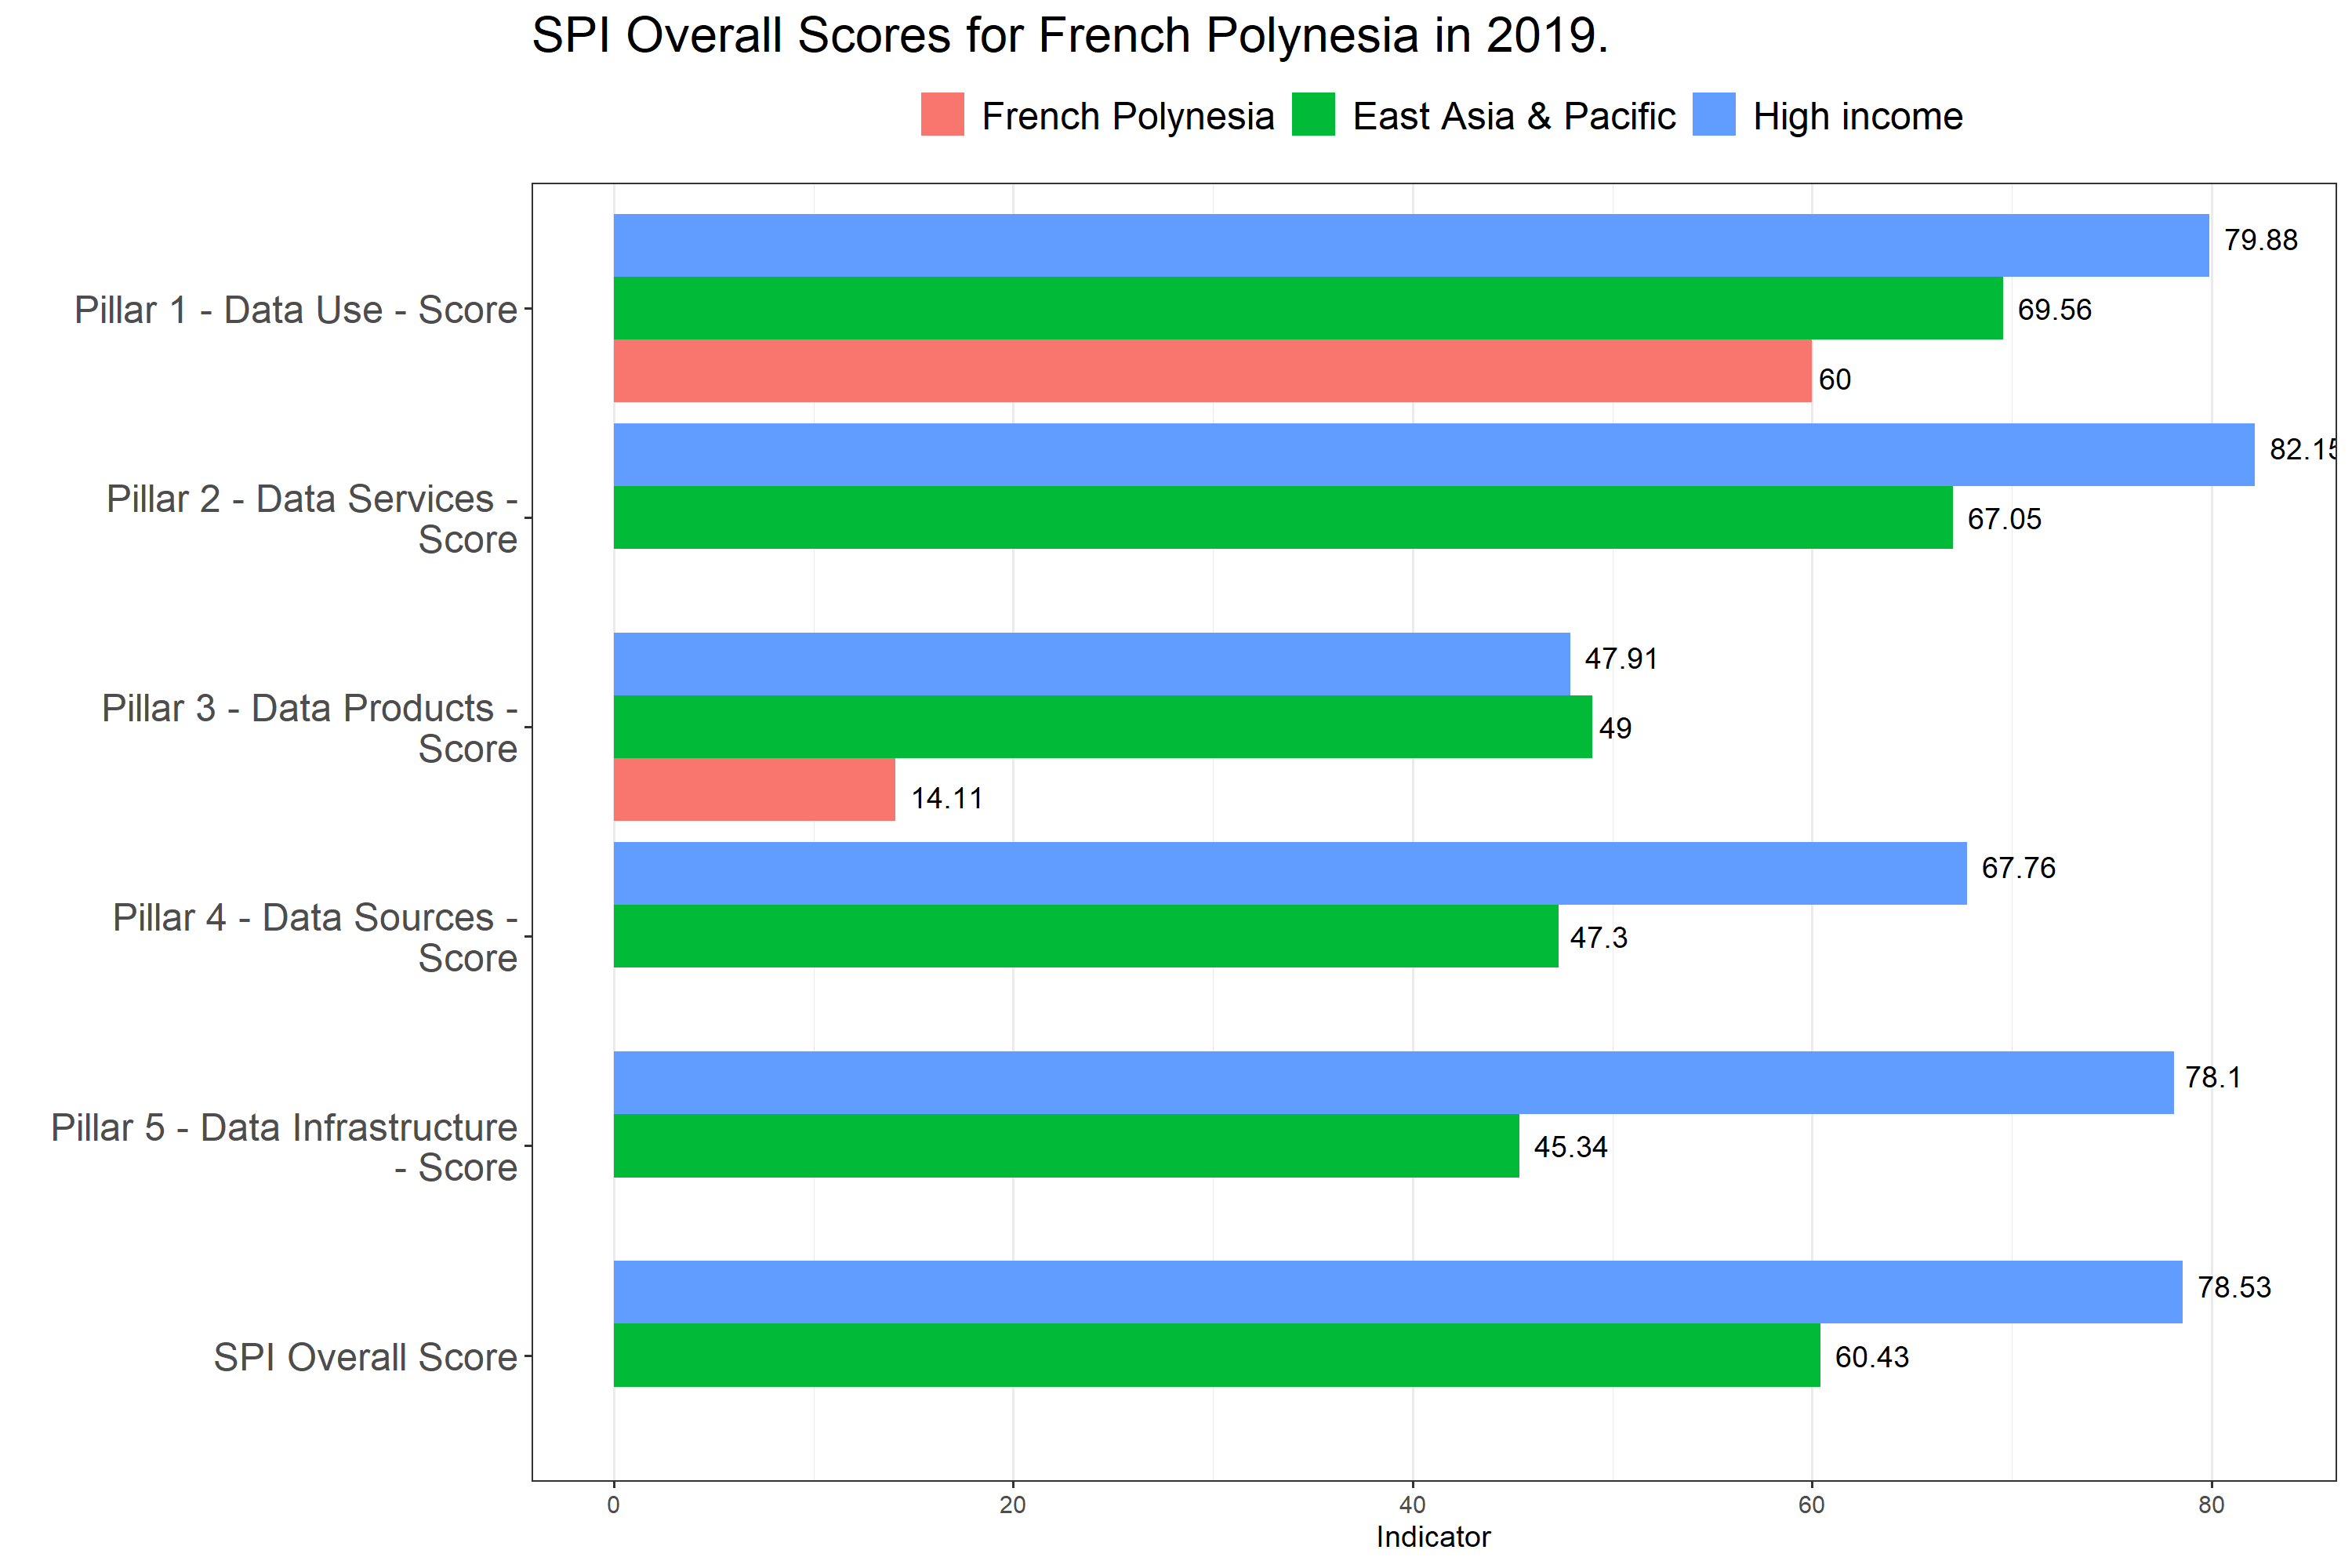 SPI Overall Scores for French Polynesia in 2019.
French Polynesia East Asia & Pacific High income
Pillar 1 - Data Use - Score
79.88
69.56
60
Pillar 2 - Data Services -
Score
82.15
67.05
Pillar 3 - Data Products -
Score
47.91
49
14.11
Pillar 4 - Data Sources -
Score
67.76
47.3
Pillar 5 - Data Infrastructure
- Score
78.1
45.34
SPI Overall Score
78.53
60.43
0 20 40 60 80
Indicator